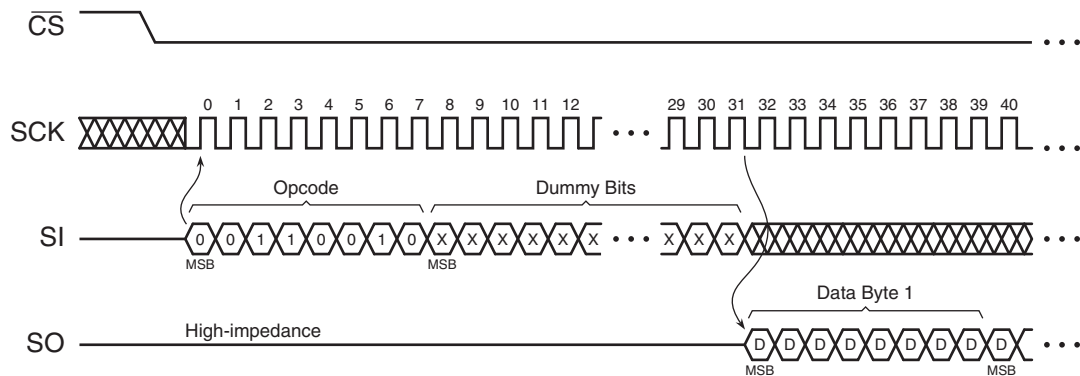 CS
SCK 0 1 2 3 4 5 6 7 8 9 10 11 12 29 30 31 32 33 34 35 36 37 38 39 40
Opcode Dummy Bits
SI 0 0 1 1 0 0 1 0 X X X X X X X X X
MSB MSB
Data Byte 1
High-impedance
SO D D D D D D D D D
MSB MSB